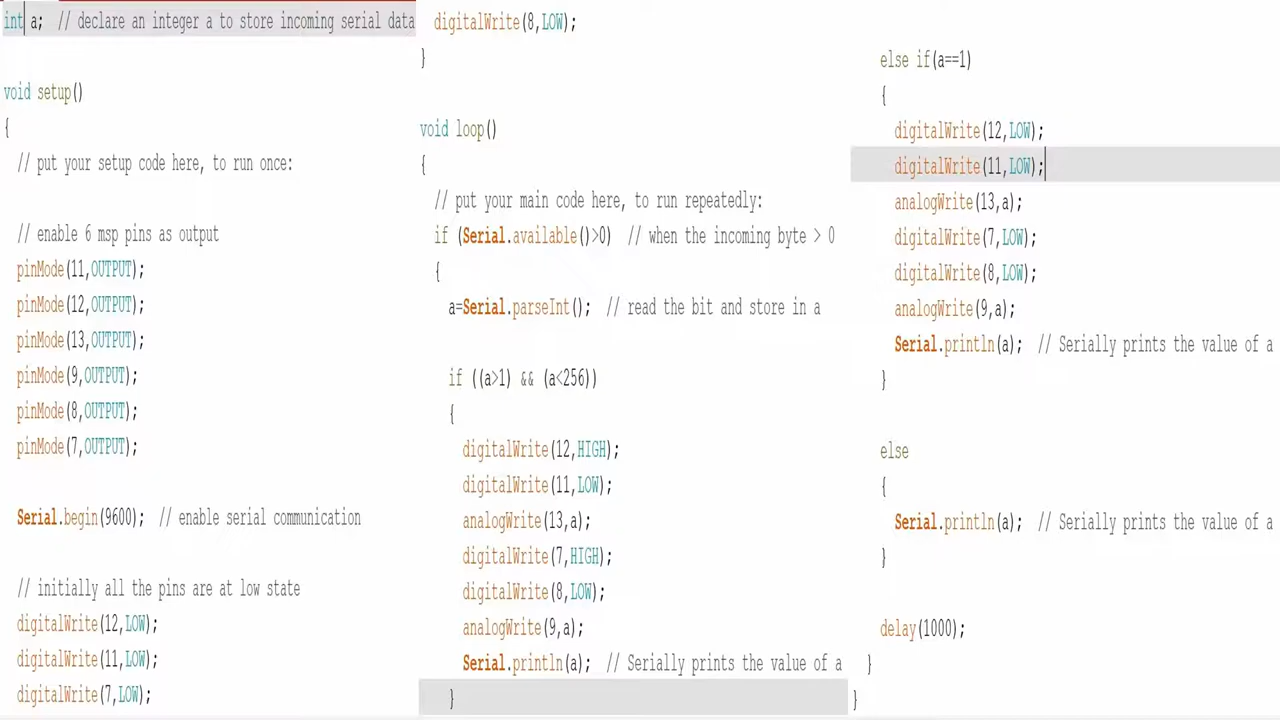 int a;  // declare an integer a to store incoming serial data
void setup()
{
// put your setup code here, to run once:
// enable 6 msp pins as output
pinMode(11,OUTPUT);
pinMode(12,OUTPUT);
pinMode(13,OUTPUT);
pinMode(9,OUTPUT);
pinMode(8,OUTPUT);
pinMode(7,OUTPUT);
Serial.begin(9600);  // enable serial communication
// initially all the pins are at low state
digitalWrite(12,LOW);
digitalWrite(11,LOW);
digitalWrite(7,LOW);
digitalWrite(8,LOW);
}
void loop()
{
// put your main code here, to run repeatedly:
if (Serial.available()>0)  // when the incoming byte > 0
{
a=Serial.parseInt();  // read the bit and store in a
if ((a>1) && (a<256))
{
digitalWrite(12,HIGH);
digitalWrite(11,LOW);
analogWrite(13,a);
digitalWrite(7,HIGH);
digitalWrite(8,LOW);
analogWrite(9,a);
Serial.println(a);  // Serially prints the value of a
}
else if(a==1)
{
digitalWrite(12,LOW);
digitalWrite(11,LOW);
analogWrite(13,a);
digitalWrite(7,LOW);
digitalWrite(8,LOW);
analogWrite(9,a);
Serial.println(a);  // Serially prints the value of a
}
else
{
Serial.println(a);  // Serially prints the value of a
}
delay(1000);
}
}